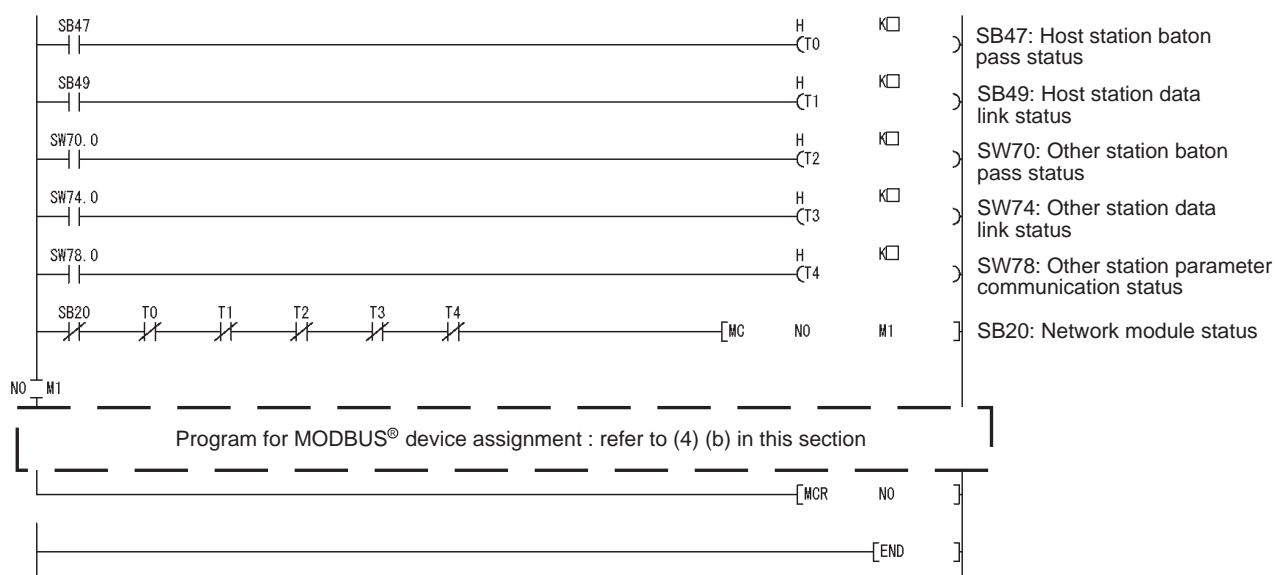 SB47 H K□ SB47: Host station baton
(T0 ) pass status
SB49 H K□ SB49: Host station data
(T1 ) link status
SW70.0 H K□ SW70: Other station baton
(T2 ) pass status
SW74.0 H K□ SW74: Other station data
(T3 ) link status
SW78.0 H K□ SW78: Other station parameter
(T4 ) communication status
SB20 T0 T1 T2 T3 T4
[MC N0 M1 ] SB20: Network module status
N0 M1
Program for MODBUS® device assignment : refer to (4) (b) in this section
[MCR N0 ]
[END ]